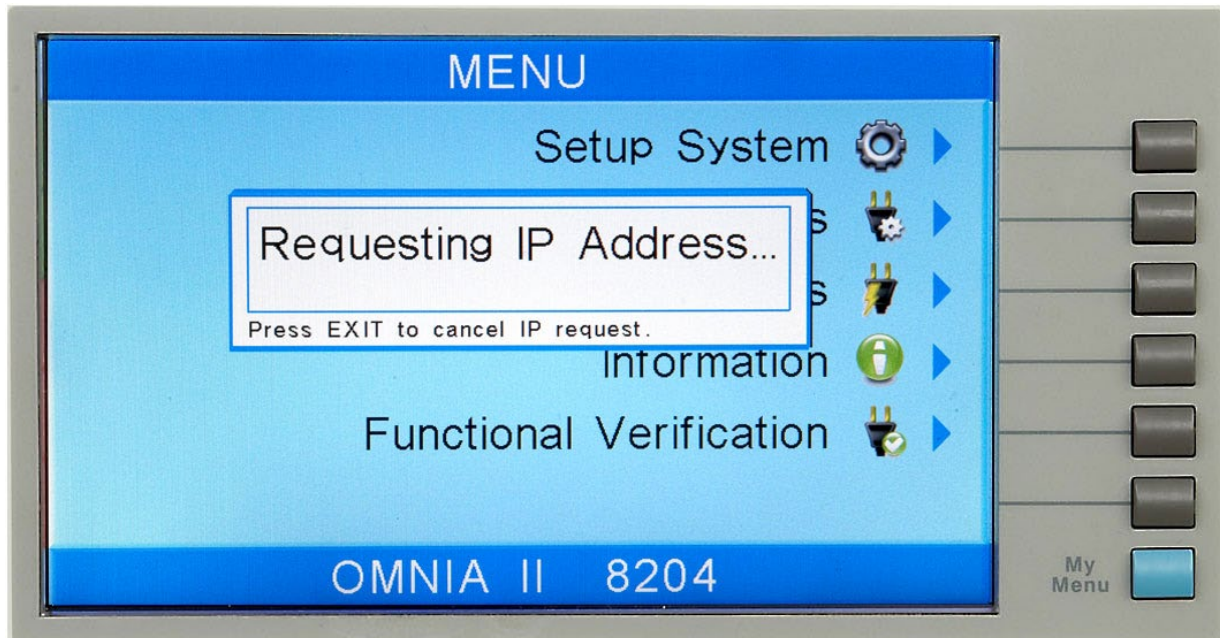 MENU
Setup System
s
Requesting IP Address...
s
Press EXIT to cancel IP request.
Information
Functional Verification
OMNIA II 8204
My
Menu